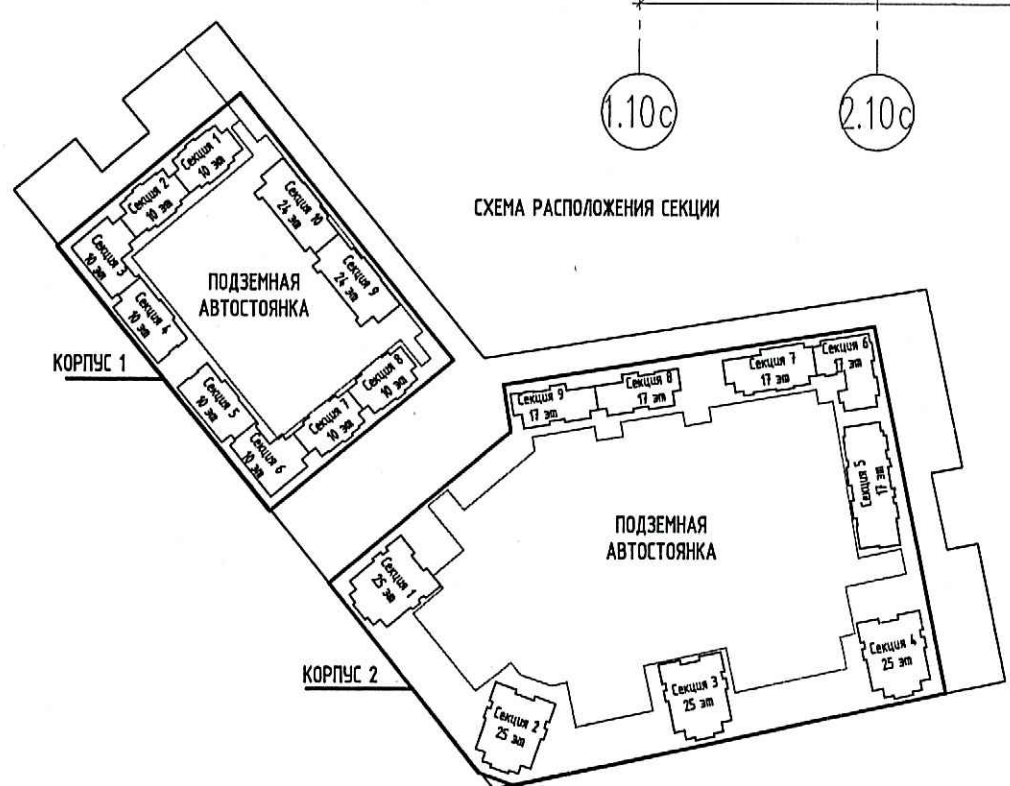 1.10с
2.10с
СХЕМА РАСПОЛОЖЕНИЯ СЕКЦИИ
Секция 1
10 эт
Секция 2
10 эт
Секция 3
10 эт
Секция 4
10 эт
Секция 5
10 эт
Секция 6
10 эт
Секция 7
10 эт
Секция 8
10 эт
Секция 9
24 эт
Секция 10
24 эт
ПОДЗЕМНАЯ
АВТОСТОЯНКА
КОРПУС 1
Секция 9
17 эт
Секция 8
17 эт
Секция 7
17 эт
Секция 6
17 эт
Секция 5
17 эт
ПОДЗЕМНАЯ
АВТОСТОЯНКА
Секция 1
25 эт
Секция 2
25 эт
Секция 3
25 эт
Секция 4
25 эт
КОРПУС 2